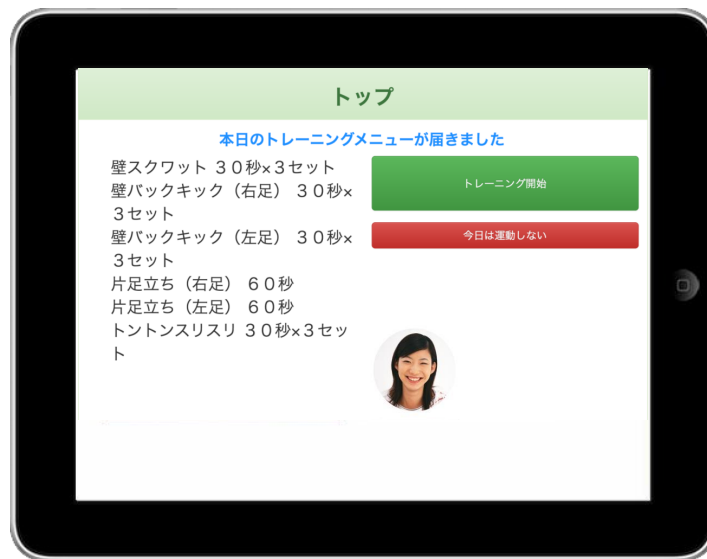 トップ
本日のトレーニングメニューが届きました
壁スクワット ３０秒×３セット
壁バックキック（右足） ３０秒×
３セット
壁バックキック（左足） ３０秒×
３セット
片足立ち（右足） ６０秒
片足立ち（左足） ６０秒
トントンスリスリ ３０秒×３セッ
ト
トレーニング開始
今日は運動しない